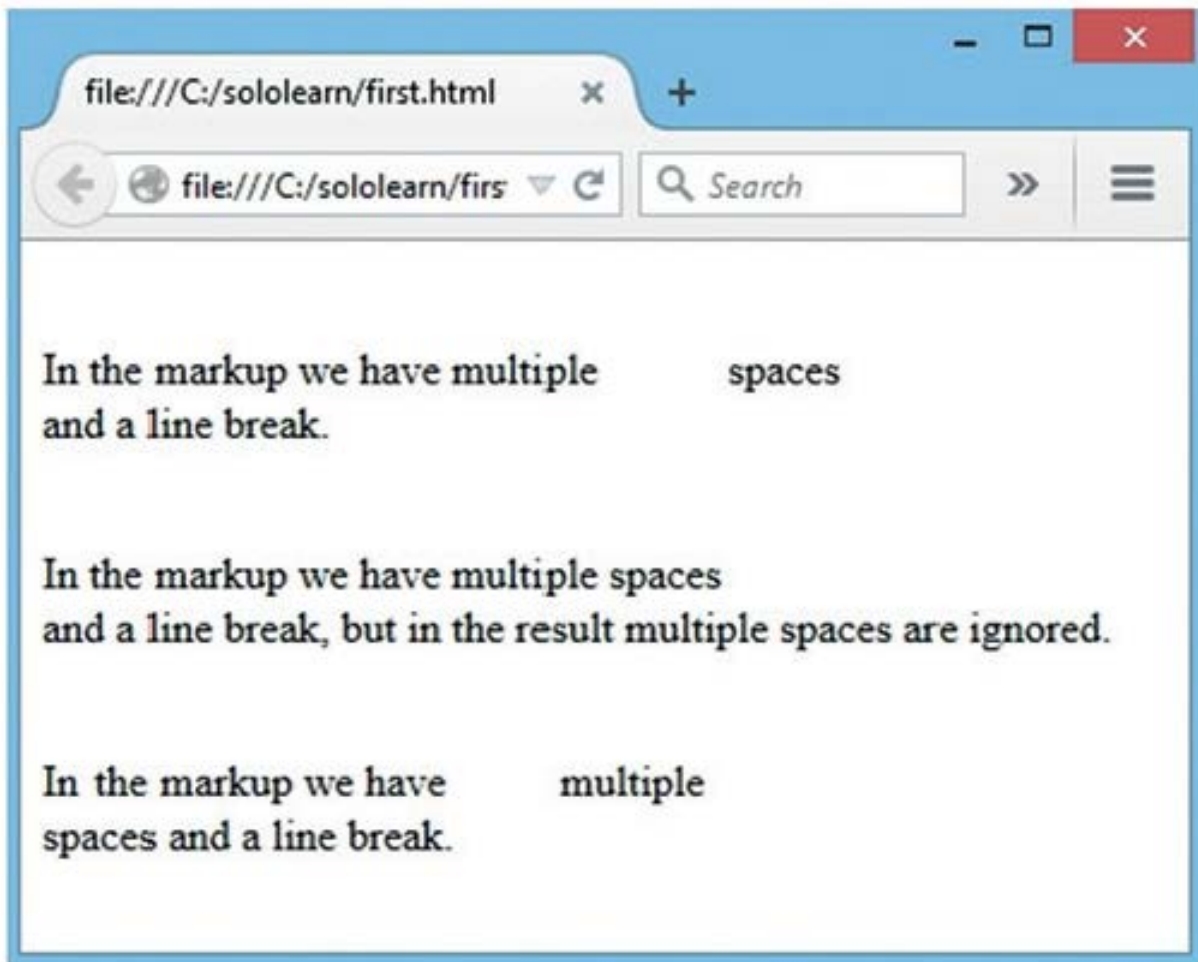 file:///C:/sololearn/first.html
file:///C:/sololearn/firs
Search
In the markup we have multiple spaces
and a line break.
In the markup we have multiple spaces
and a line break, but in the result multiple spaces are ignored.
In the markup we have multiple
spaces and a line break.